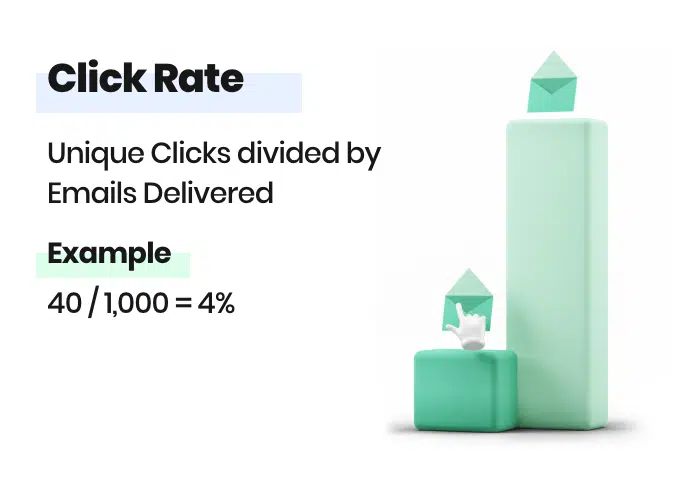 Click Rate
Unique Clicks divided by
Emails Delivered
Example
40 / 1,000 = 4%